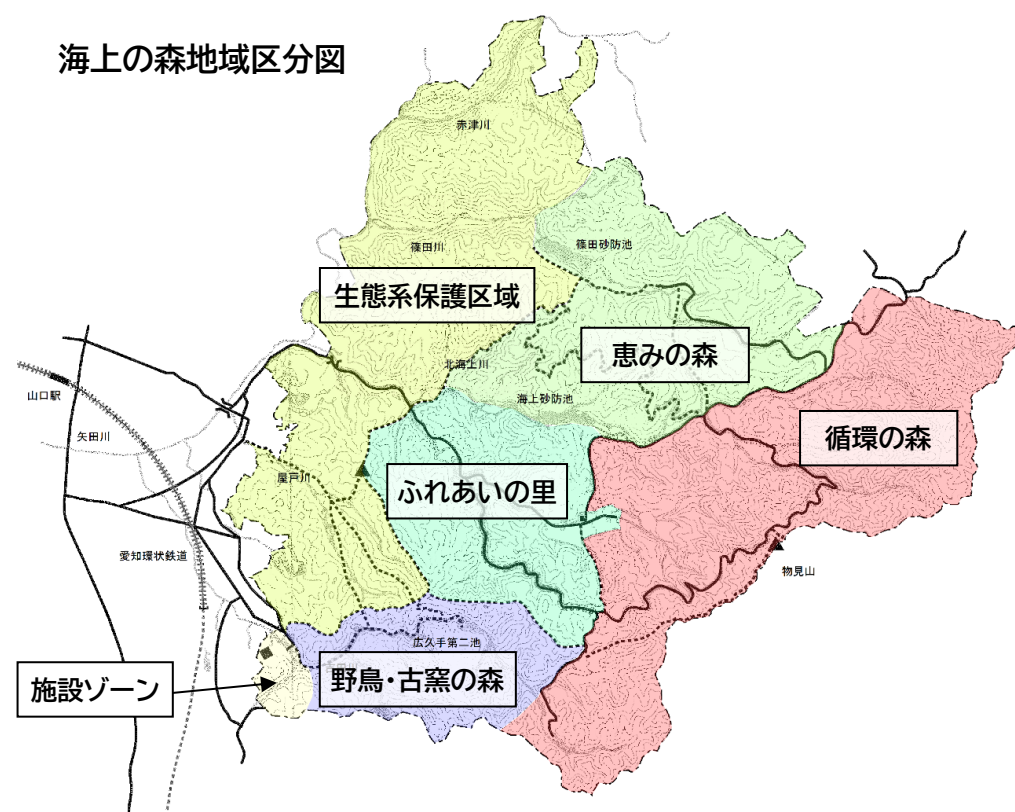 海上の森地域区分図
赤津川
篠田川
篠田砂防池
生態系保護区域
恵みの森
北海上川
海上砂防池
山口駅
矢田川
循環の森
ふれあいの里
屋戸川
愛知環状鉄道
物見山
広久手第二池
施設ゾーン
野鳥・古窯の森